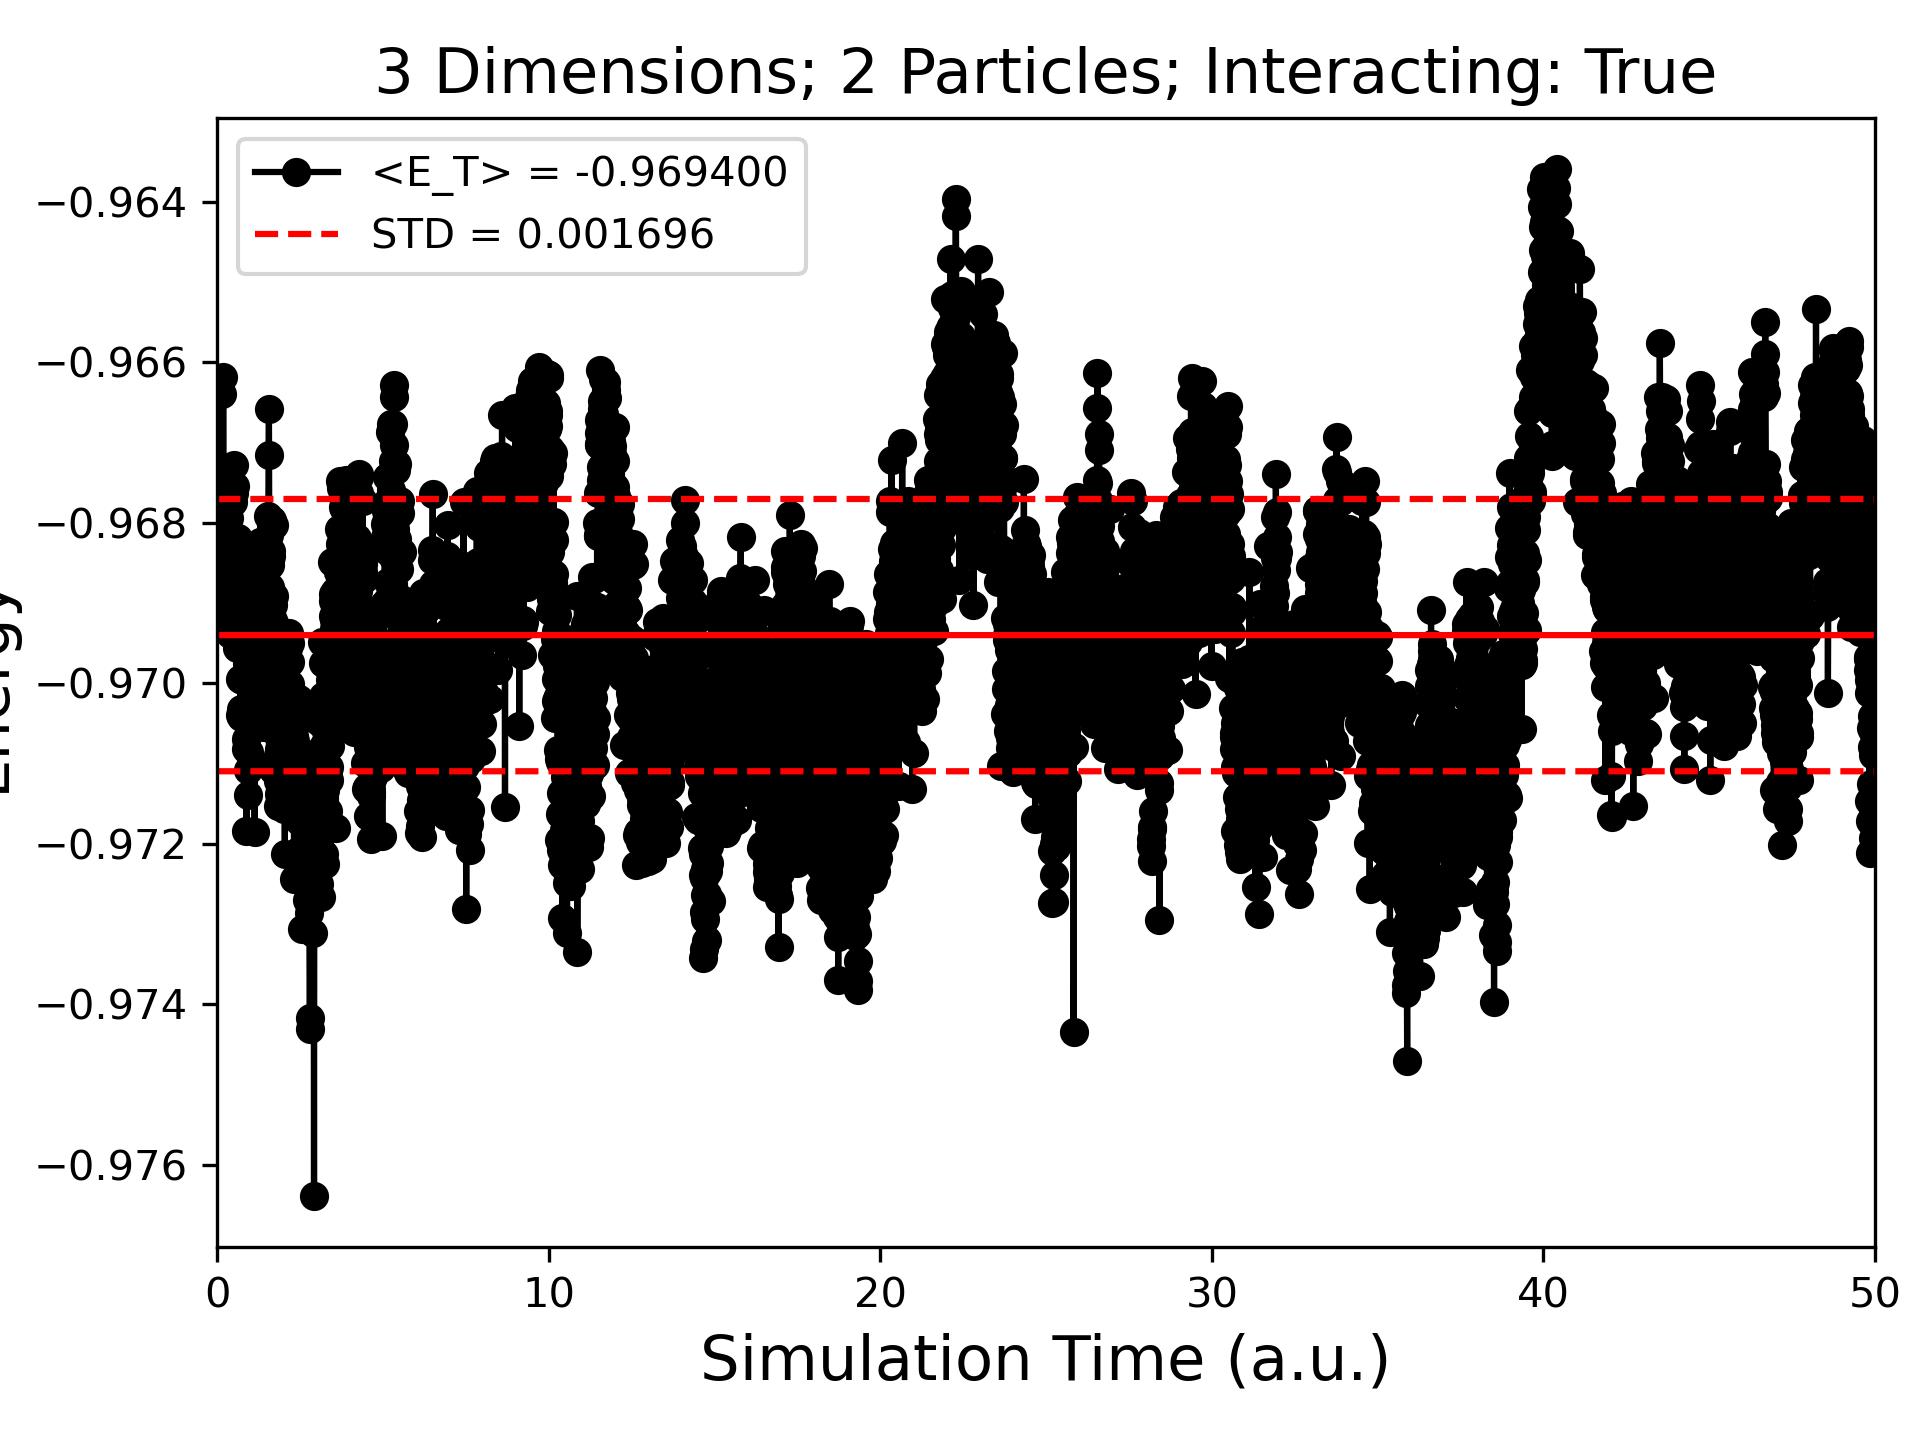 3 Dimensions; 2 Particles; Interacting: True
<E_T> = -0.969400
STD = 0.001696
Energy
−0.964
−0.966
−0.968
−0.970
−0.972
−0.974
−0.976
0 10 20 30 40 50
Simulation Time (a.u.)